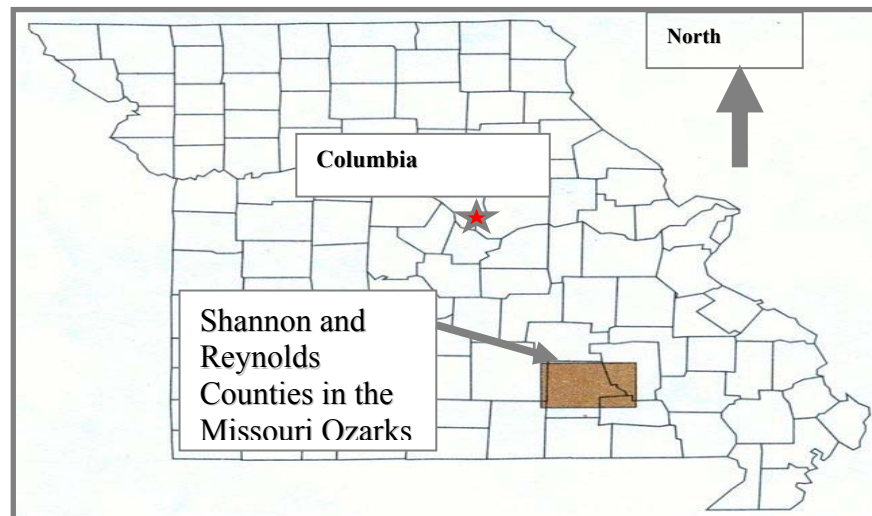 North
Columbia
Shannon and
Reynolds
Counties in the
Missouri Ozarks